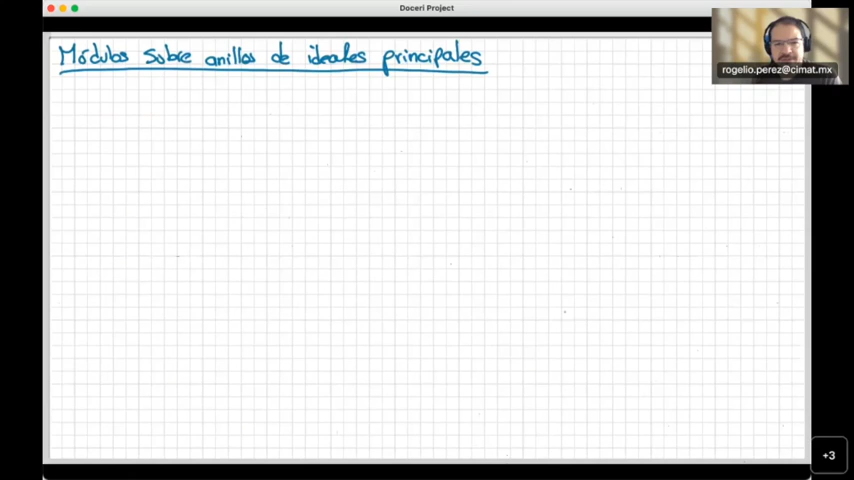 Doceri Project
Módulos sobre anillos de ideales principales
rogelio.perez@cimat.mx
+3